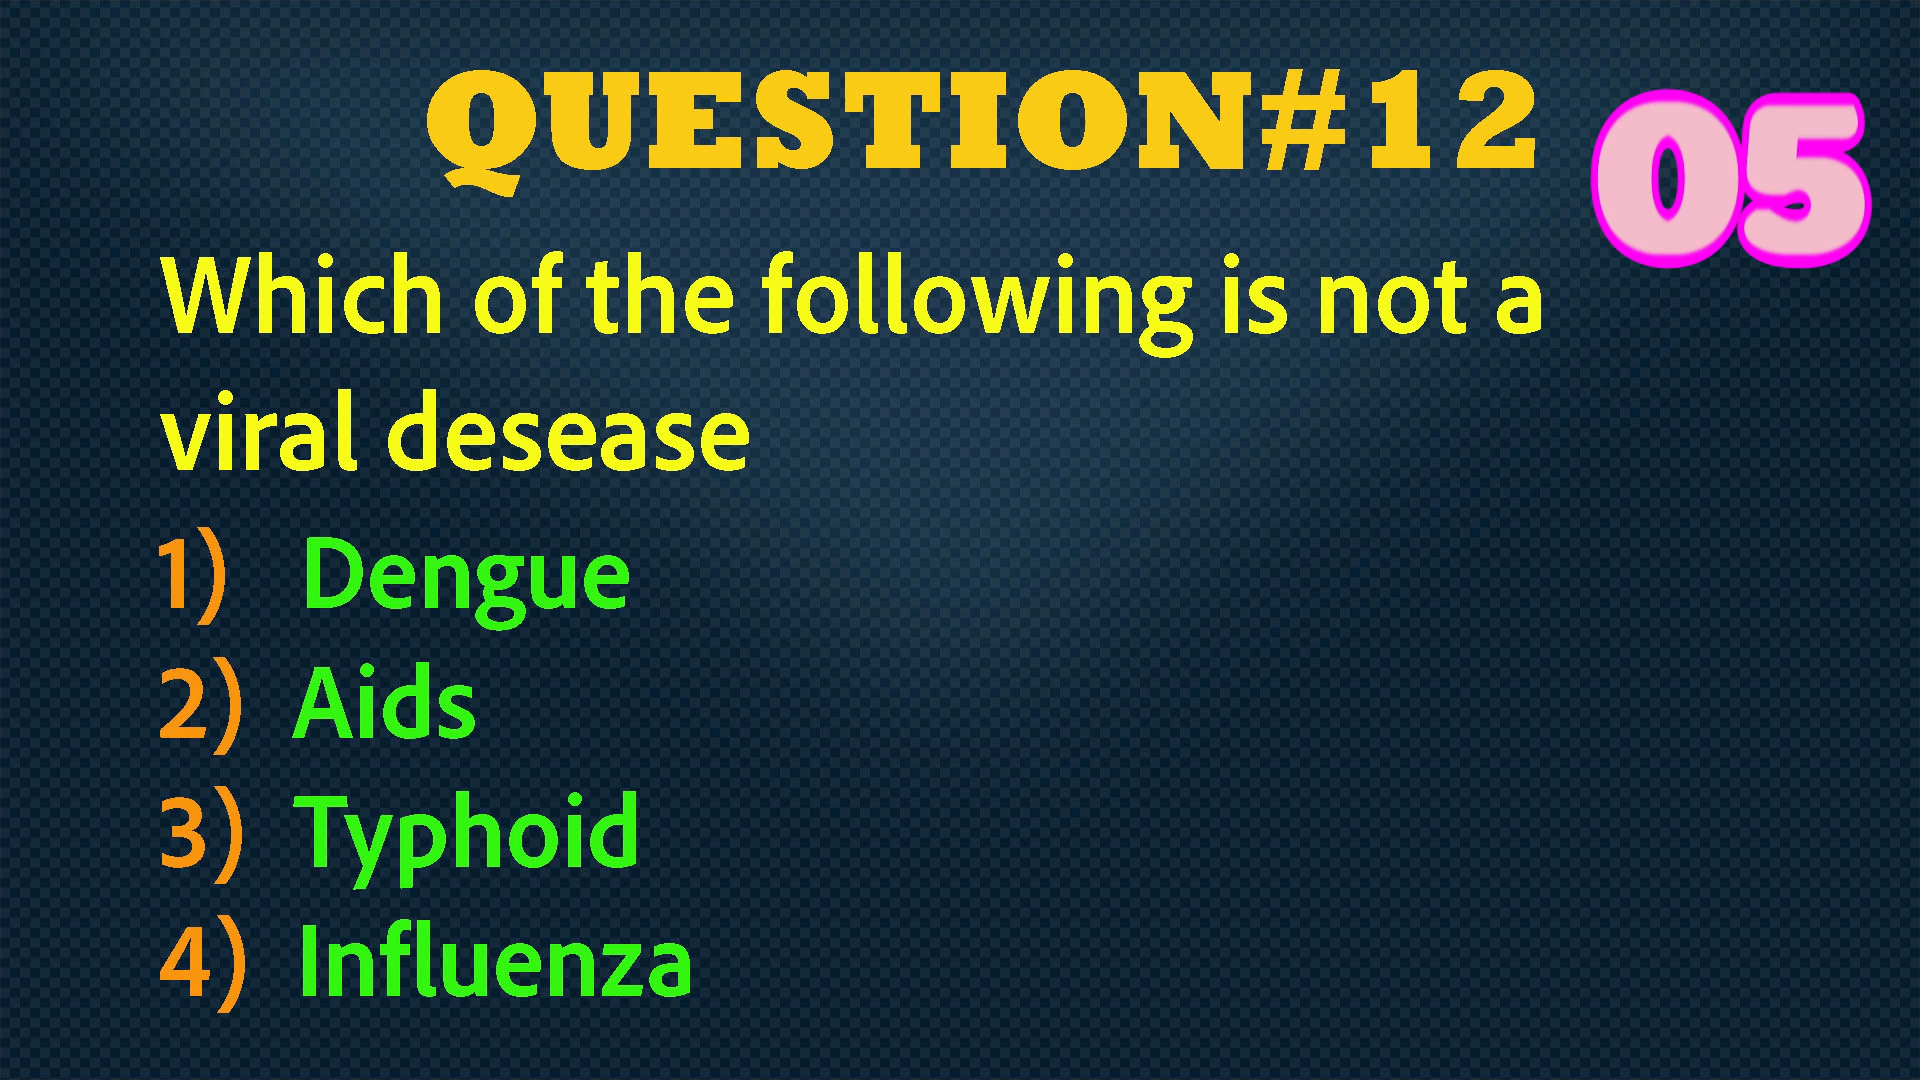 QUESTION#12
05
Which of the following is not a
viral desease
1) Dengue
2) Aids
3) Typhoid
4) Influenza